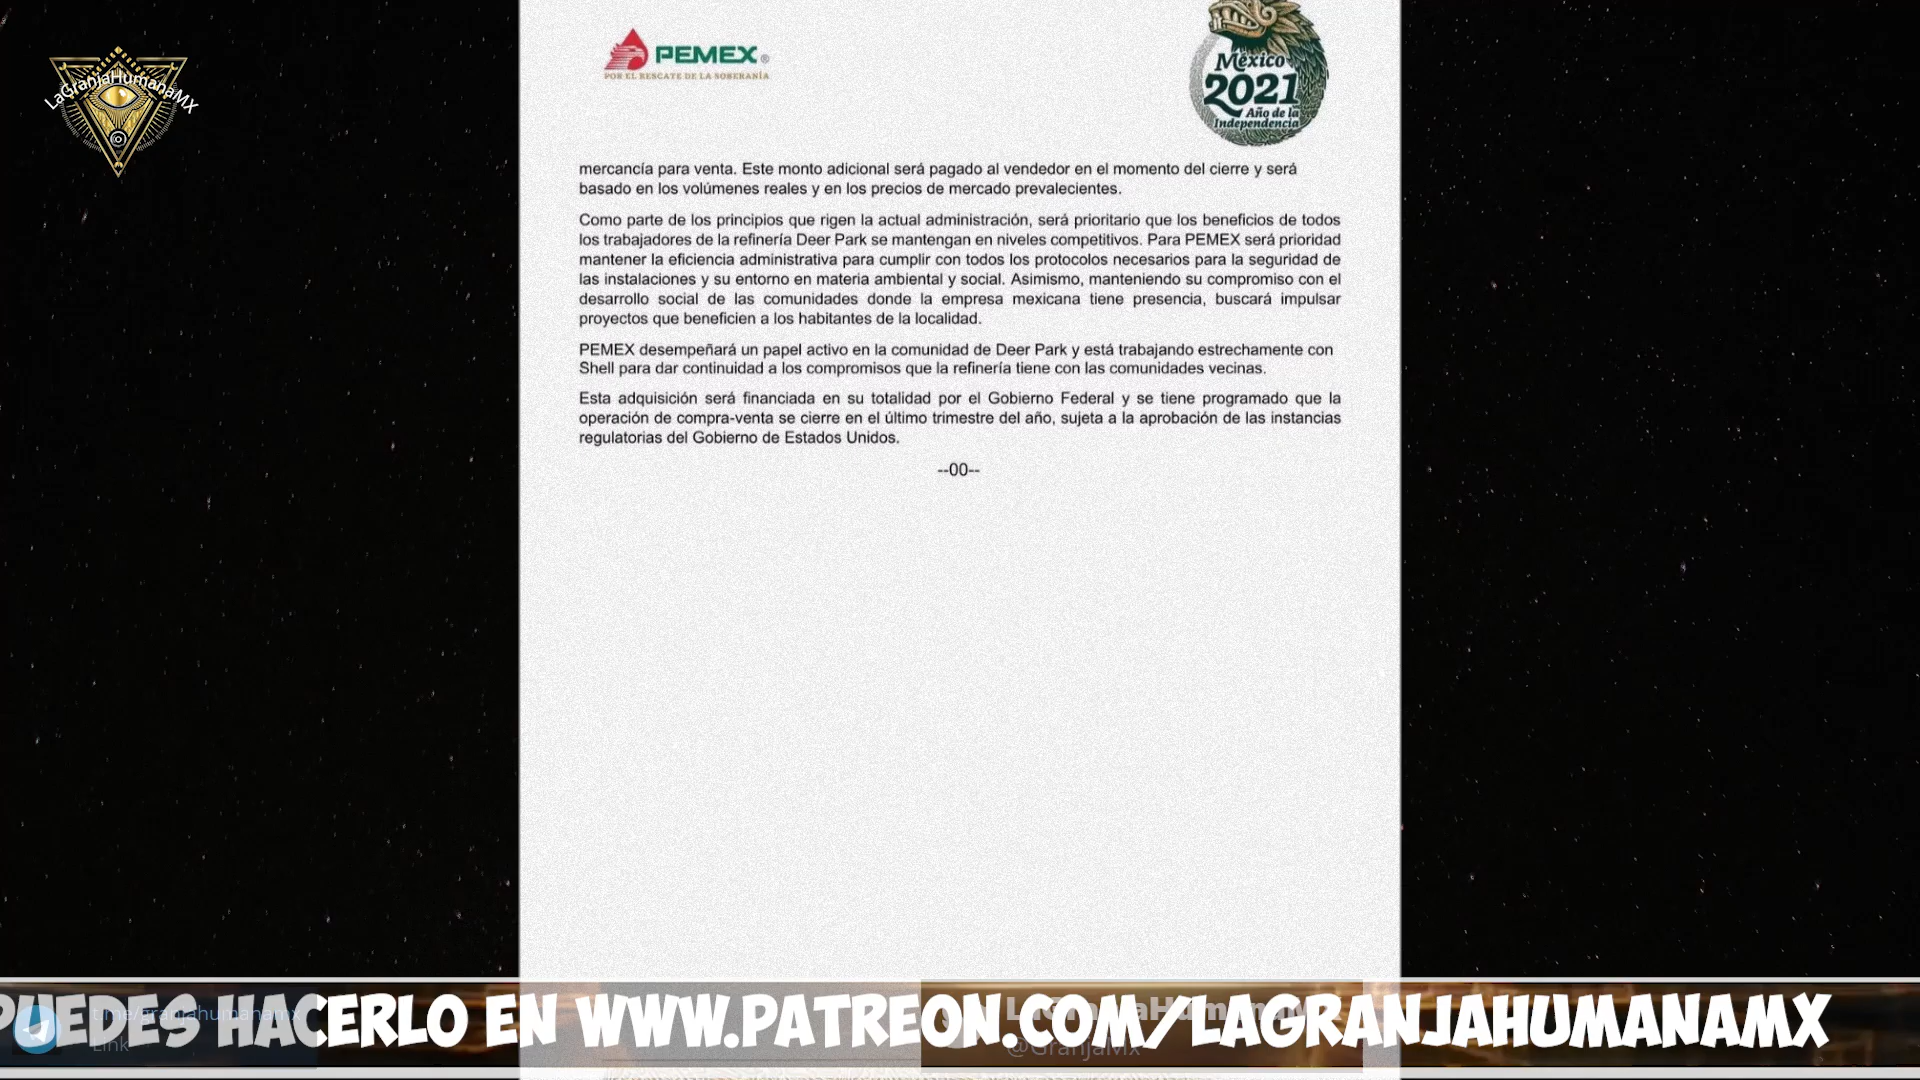 LaGranjaHumanaMX
PEMEX®
POR EL RESCATE DE LA SOBERANÍA
México
2021
Año de la
Independencia
mercancía para venta. Este monto adicional será pagado al vendedor en el momento del cierre y será
basado en los volúmenes reales y en los precios de mercado prevalecientes.
Como parte de los principios que rigen la actual administración, será prioritario que los beneficios de todos
los trabajadores de la refinería Deer Park se mantengan en niveles competitivos. Para PEMEX será prioridad
mantener la eficiencia administrativa para cumplir con todos los protocolos necesarios para la seguridad de
las instalaciones y su entorno en materia ambiental y social. Asimismo, manteniendo su compromiso con el
desarrollo social de las comunidades donde la empresa mexicana tiene presencia, buscará impulsar
proyectos que beneficien a los habitantes de la localidad.
PEMEX desempeñará un papel activo en la comunidad de Deer Park y está trabajando estrechamente con
Shell para dar continuidad a los compromisos que la refinería tiene con las comunidades vecinas.
Esta adquisición será financiada en su totalidad por el Gobierno Federal y se tiene programado que la
operación de compra-venta se cierre en el último trimestre del año, sujeta a la aprobación de las instancias
regulatorias del Gobierno de Estados Unidos.
--00--
PUEDES HACERLO EN WWW.PATREON.COM/LAGRANJAHUMANAMX
t.me/granjahumanamx
Link
@GranjaMx